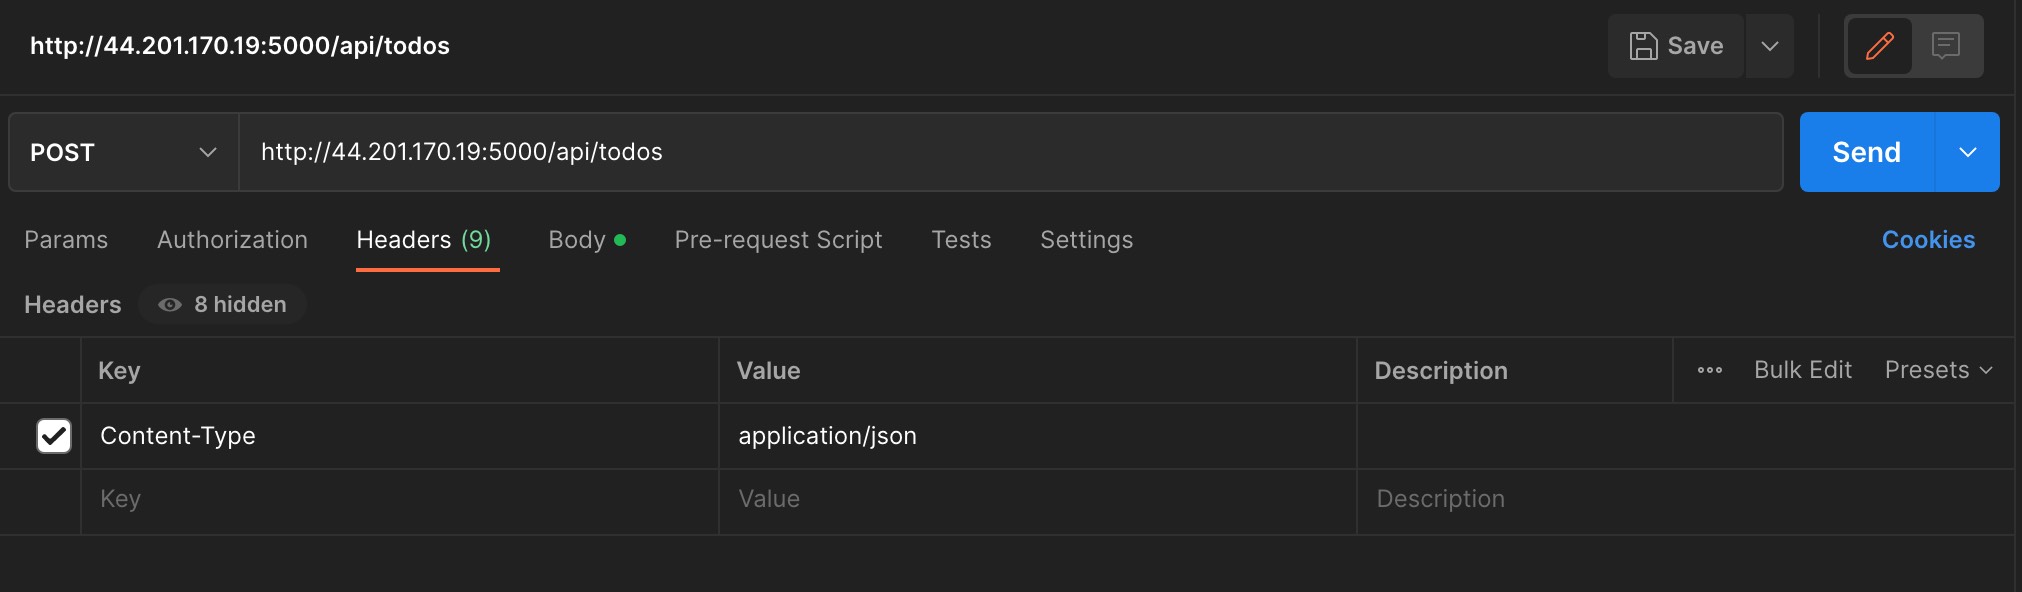 http://44.201.170.19:5000/api/todos Save
POST http://44.201.170.19:5000/api/todos Send
Params Authorization Headers (9) Body Pre-request Script Tests Settings Cookies
Headers 8 hidden
Key Value Description Bulk Edit Presets
Content-Type application/json
Key Value Description